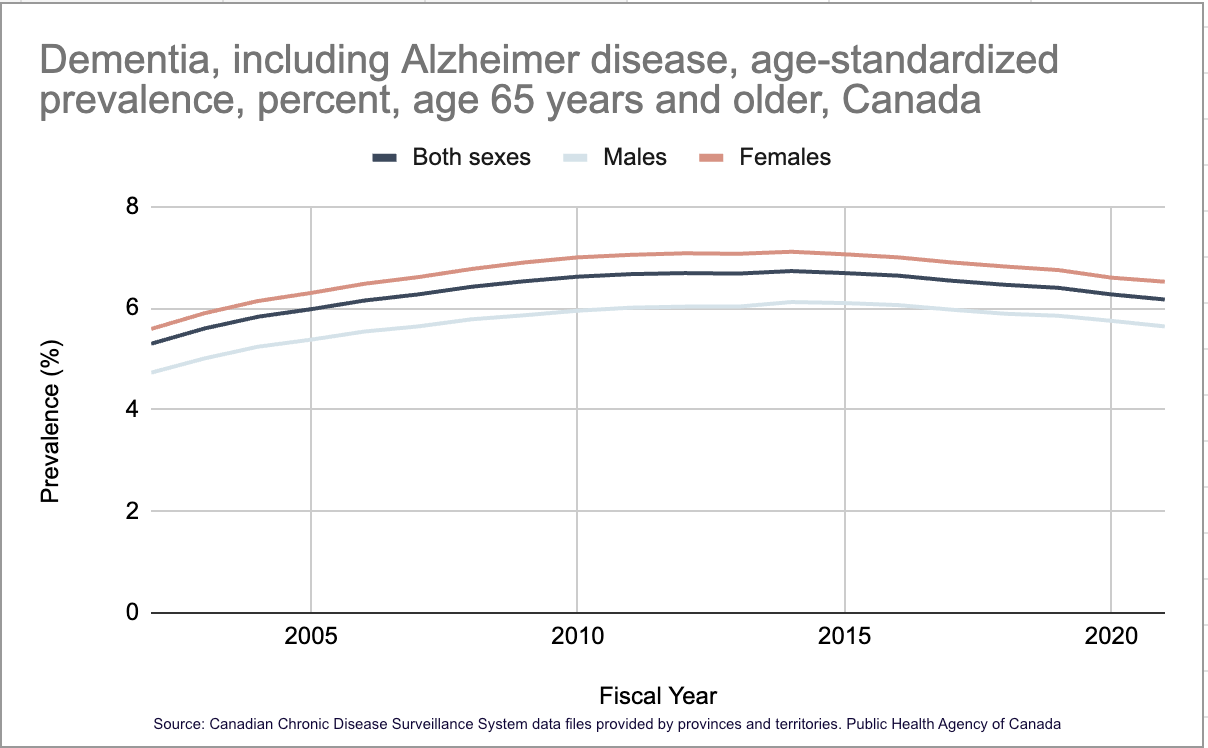 Dementia, including Alzheimer disease, age-standardized
prevalence, percent, age 65 years and older, Canada
Both sexes Males Females
8
6
4
2
0
Prevalence (%)
2005 2010 2015 2020
Fiscal Year
Source: Canadian Chronic Disease Surveillance System data files provided by provinces and territories. Public Health Agency of Canada